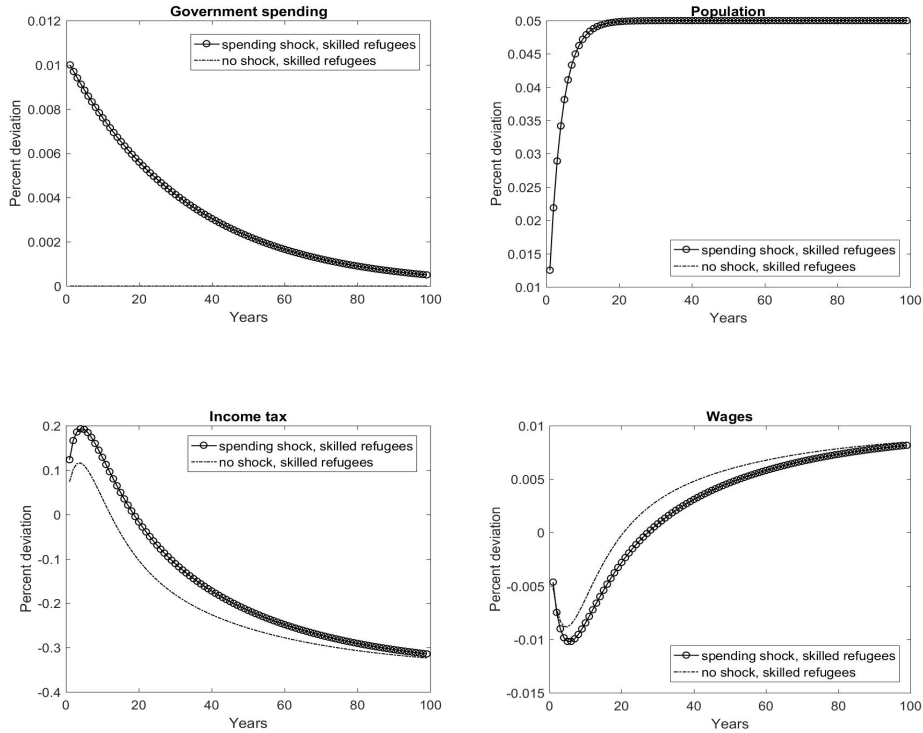 Government spending
0.012
0.01
0.008
0.006
0.004
0.002
0
Percent deviation
spending shock, skilled refugees
no shock, skilled refugees
0 20 40 60 80 100
Years
Population
0.05
0.045
0.04
0.035
0.03
0.025
0.02
0.015
0.01
Percent deviation
spending shock, skilled refugees
no shock, skilled refugees
0 20 40 60 80 100
Years
Income tax
0.2
0.1
0
-0.1
-0.2
-0.3
-0.4
Percent deviation
spending shock, skilled refugees
no shock, skilled refugees
0 20 40 60 80 100
Years
Wages
0.01
0.005
0
-0.005
-0.01
-0.015
Percent deviation
spending shock, skilled refugees
no shock, skilled refugees
0 20 40 60 80 100
Years